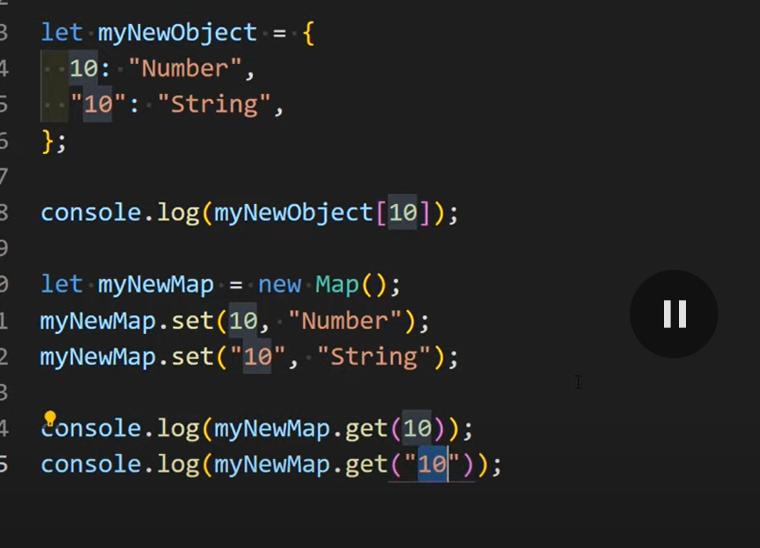 3 let myNewObject = {
4 10: "Number",
5 "10": "String",
6 };
7
8 console.log(myNewObject[10]);
9
0 let myNewMap = new Map();
1 myNewMap.set(10, "Number");
2 myNewMap.set("10", "String");
3
4 console.log(myNewMap.get(10));
5 console.log(myNewMap.get("10"));